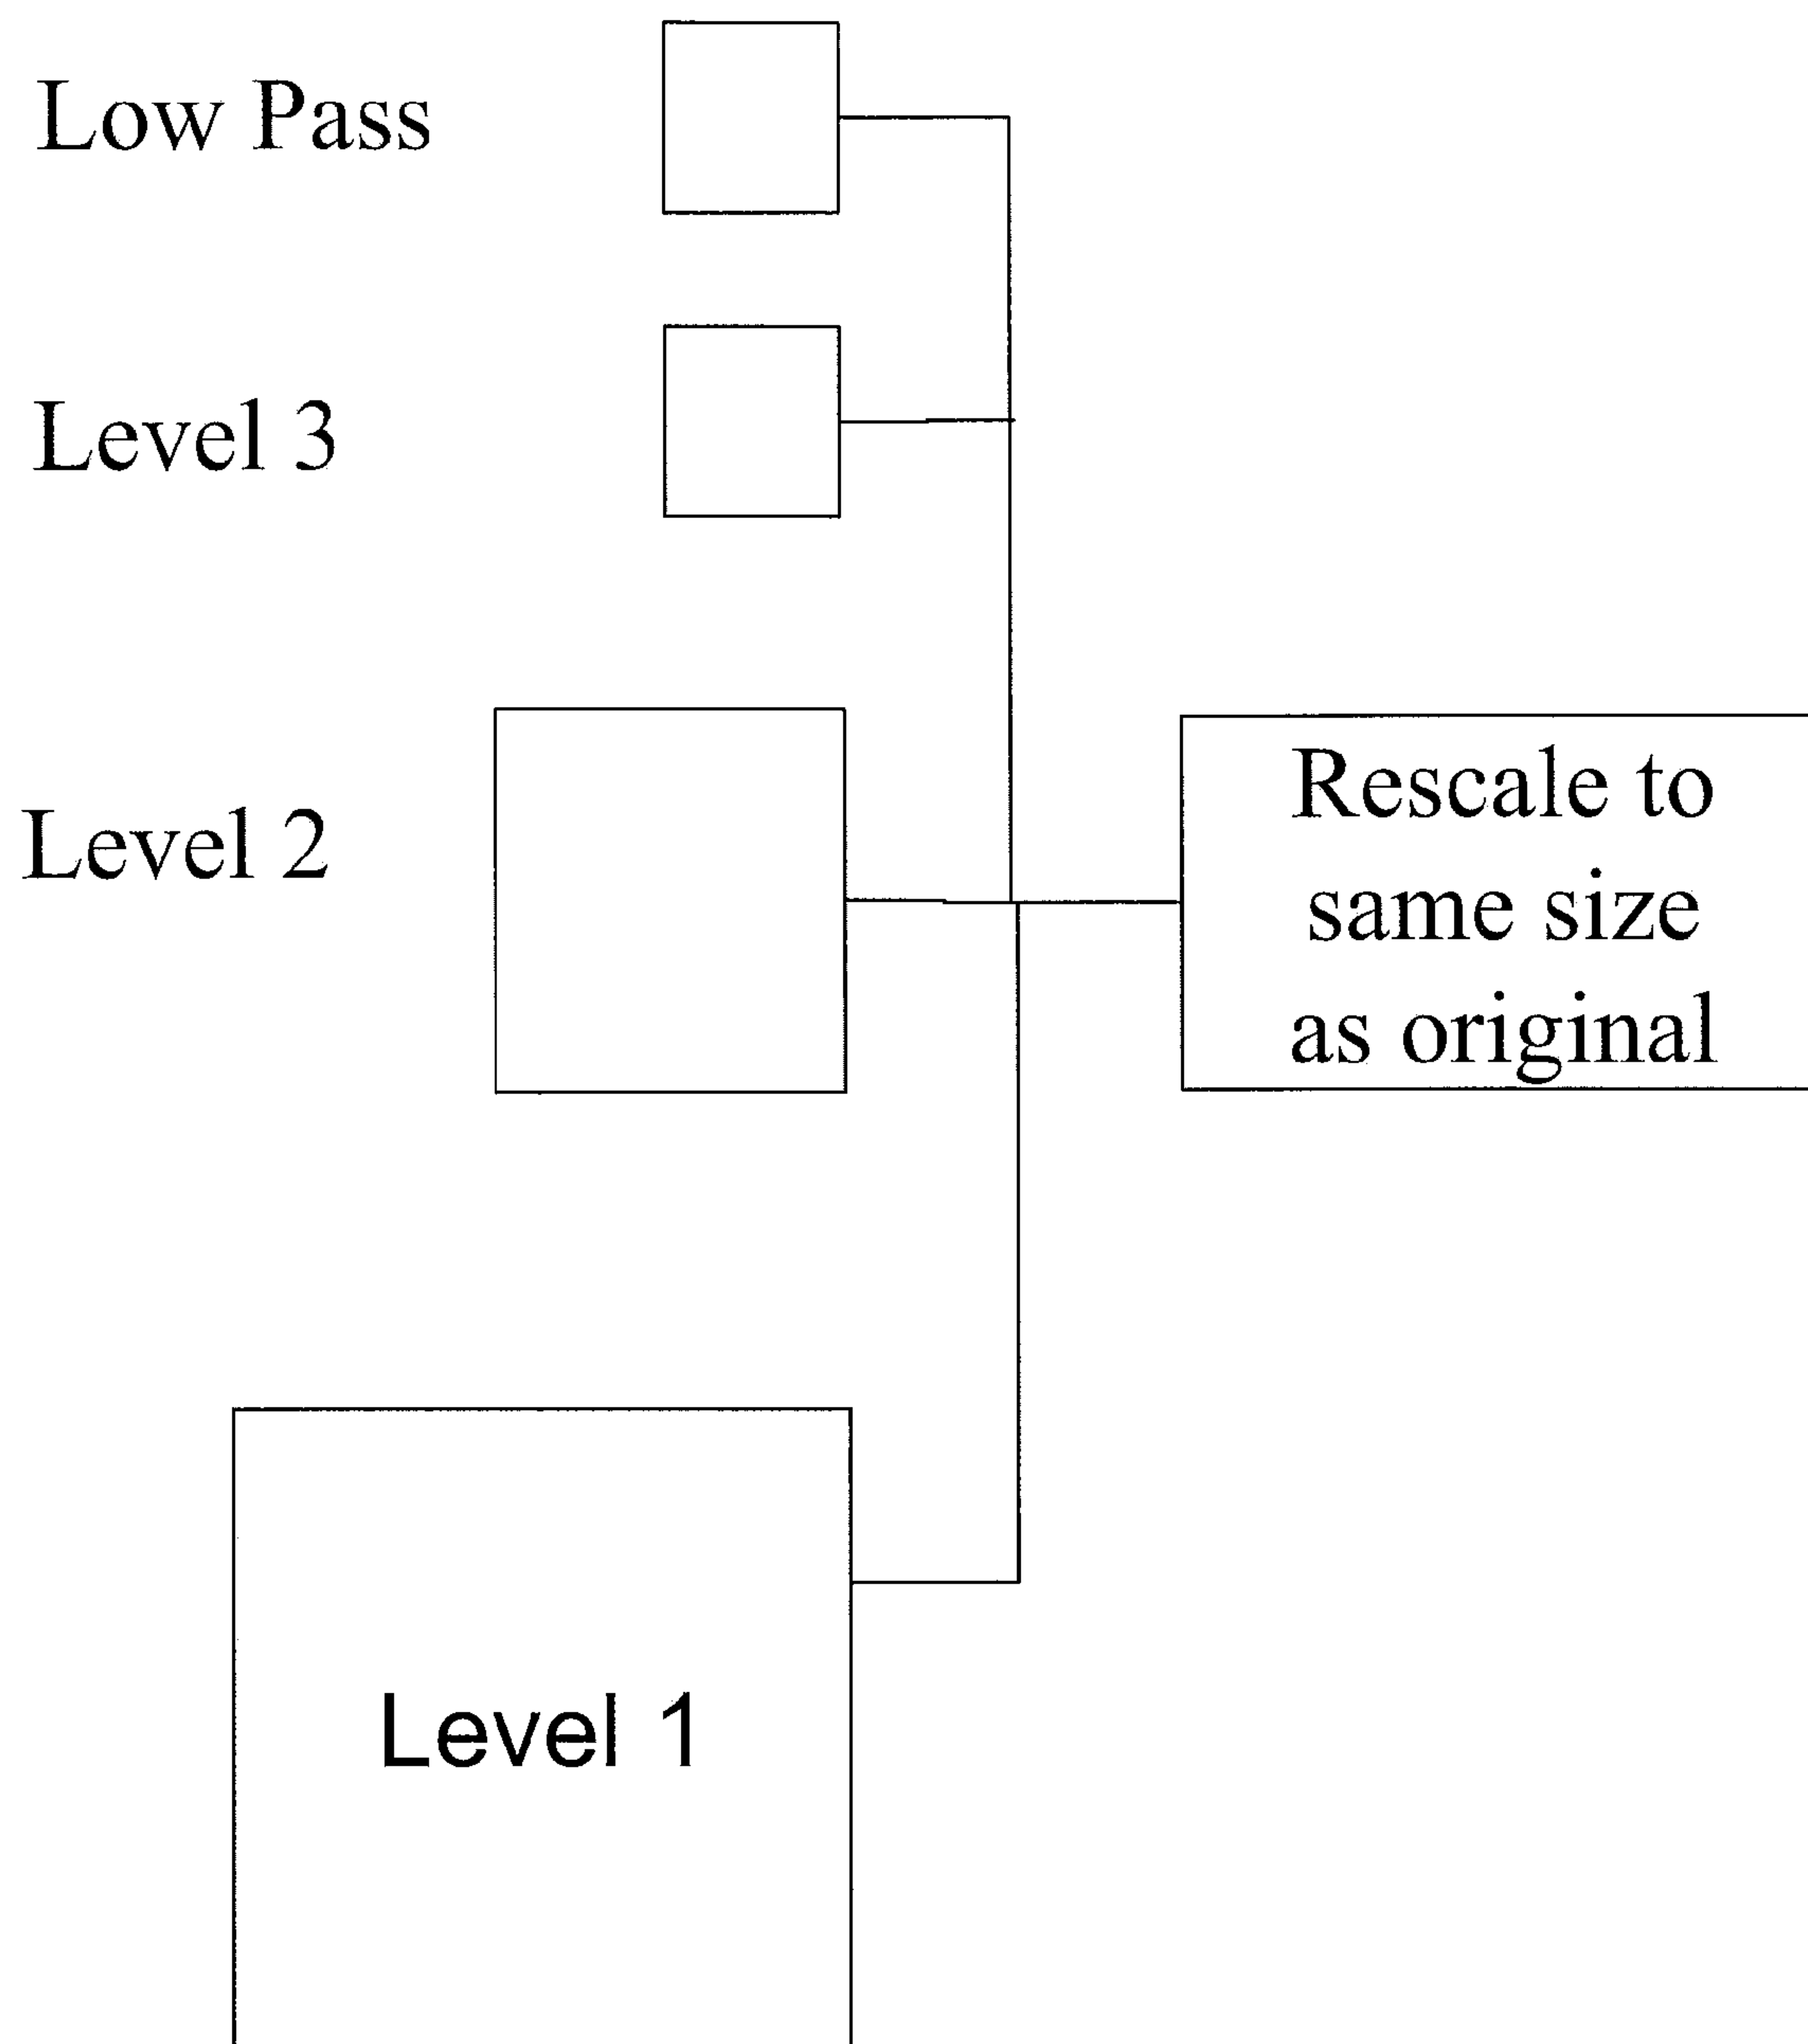 Low Pass
Level 3
Level 2
Rescale to
same size
as original
Level 1